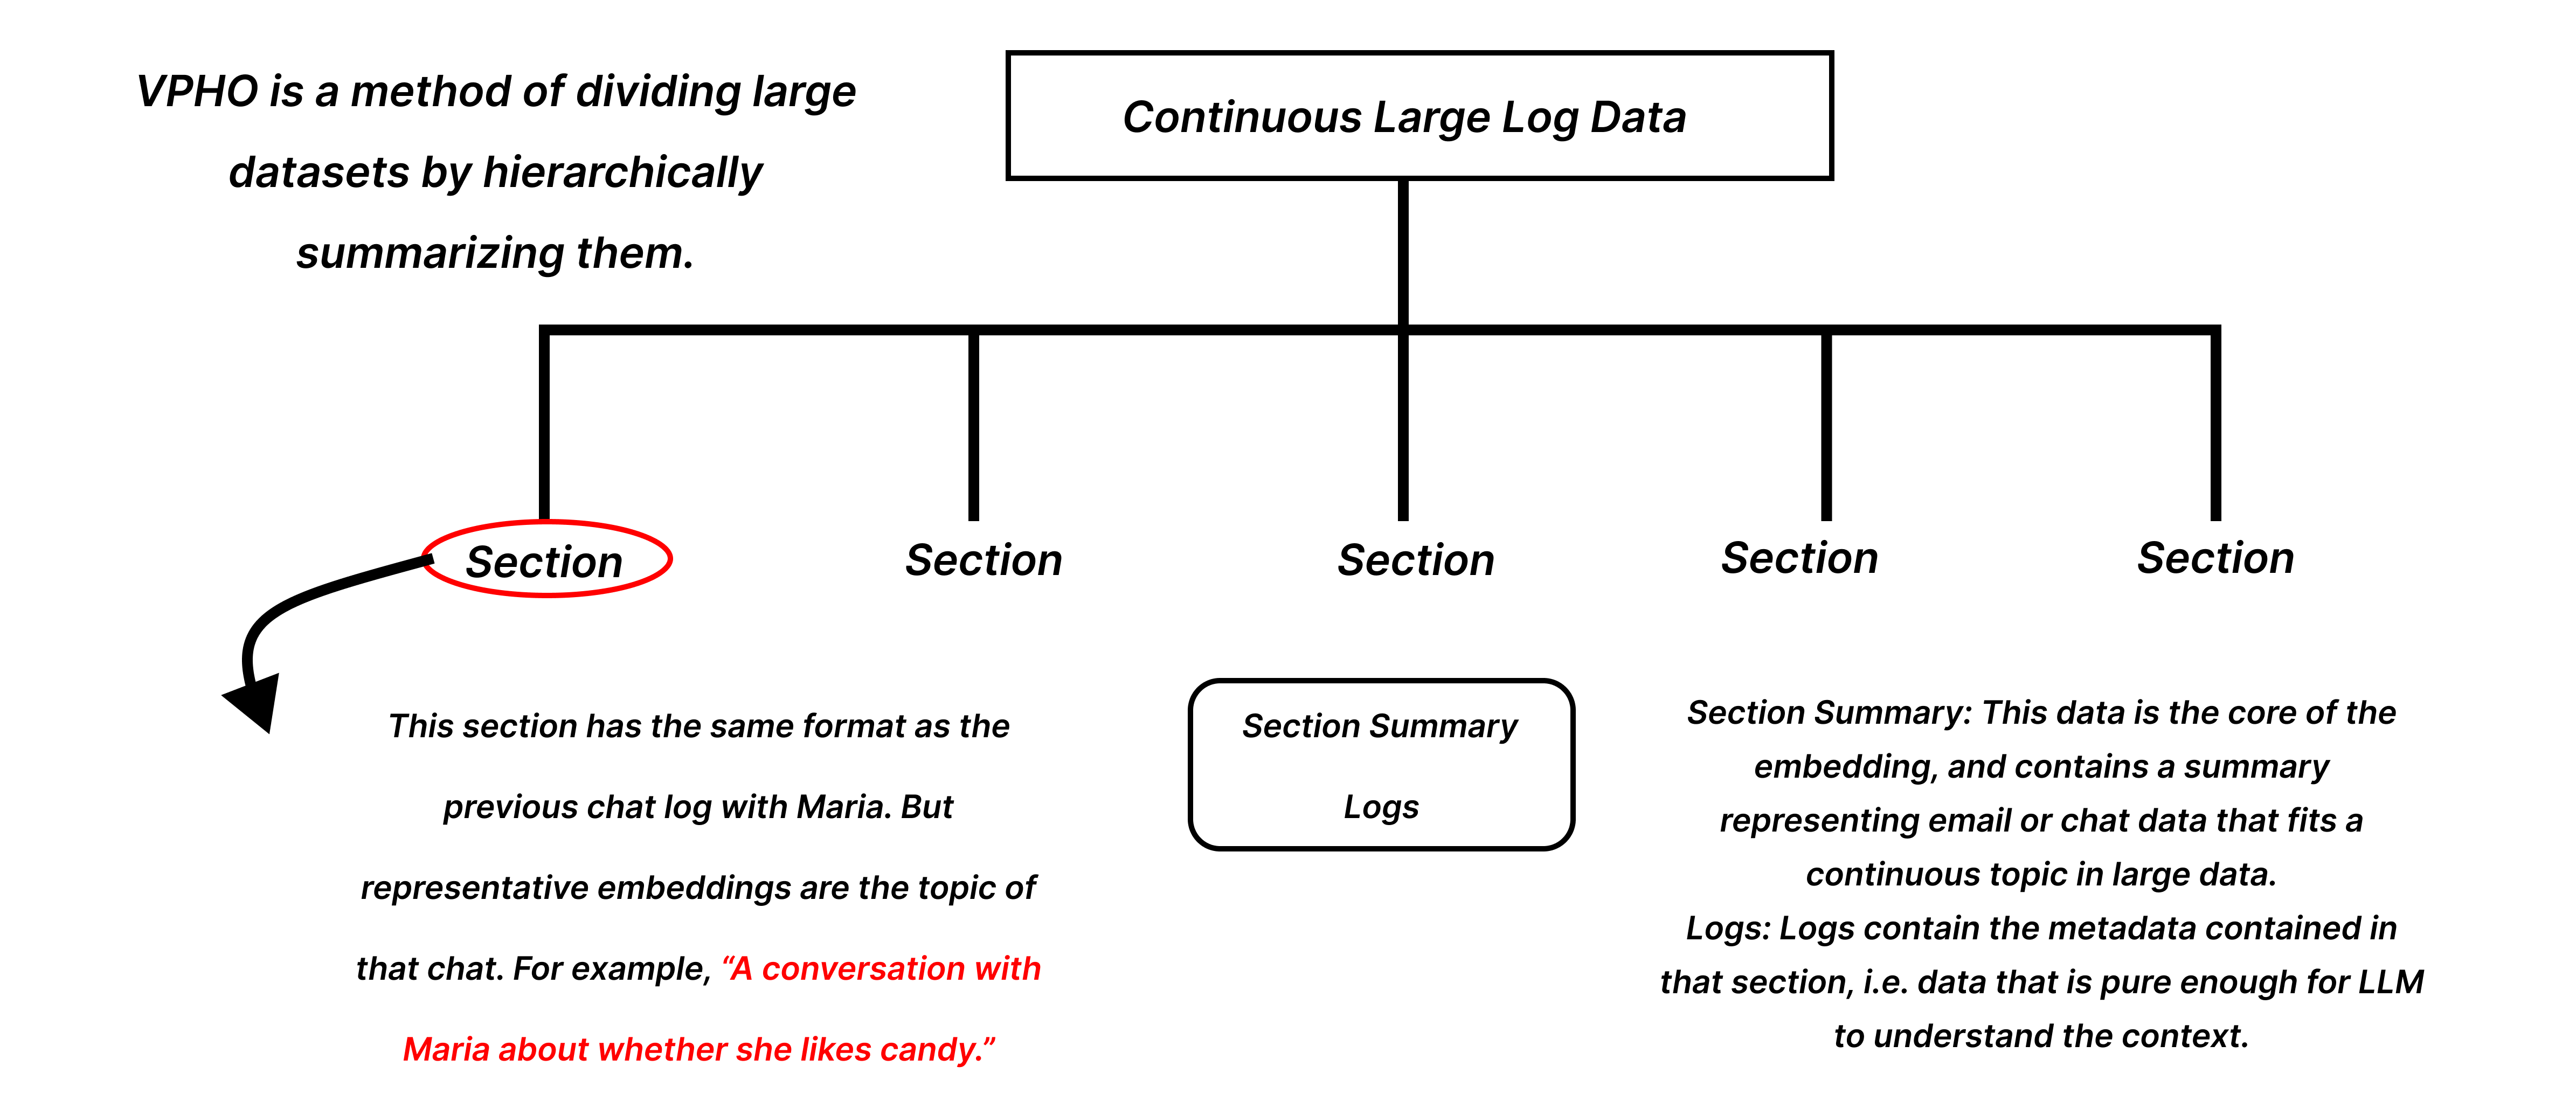 VPHO is a method of dividing large
datasets by hierarchically
summarizing them.
Continuous Large Log Data
Section
Section
Section
Section
Section
This section has the same format as the
previous chat log with Maria. But
representative embeddings are the topic of
that chat. For example, “A conversation with
Maria about whether she likes candy.”
Section Summary
Logs
Section Summary: This data is the core of the
embedding, and contains a summary
representing email or chat data that fits a
continuous topic in large data.
Logs: Logs contain the metadada contained in
that section, i.e. data that is pure enough for LLM
to understand the context.